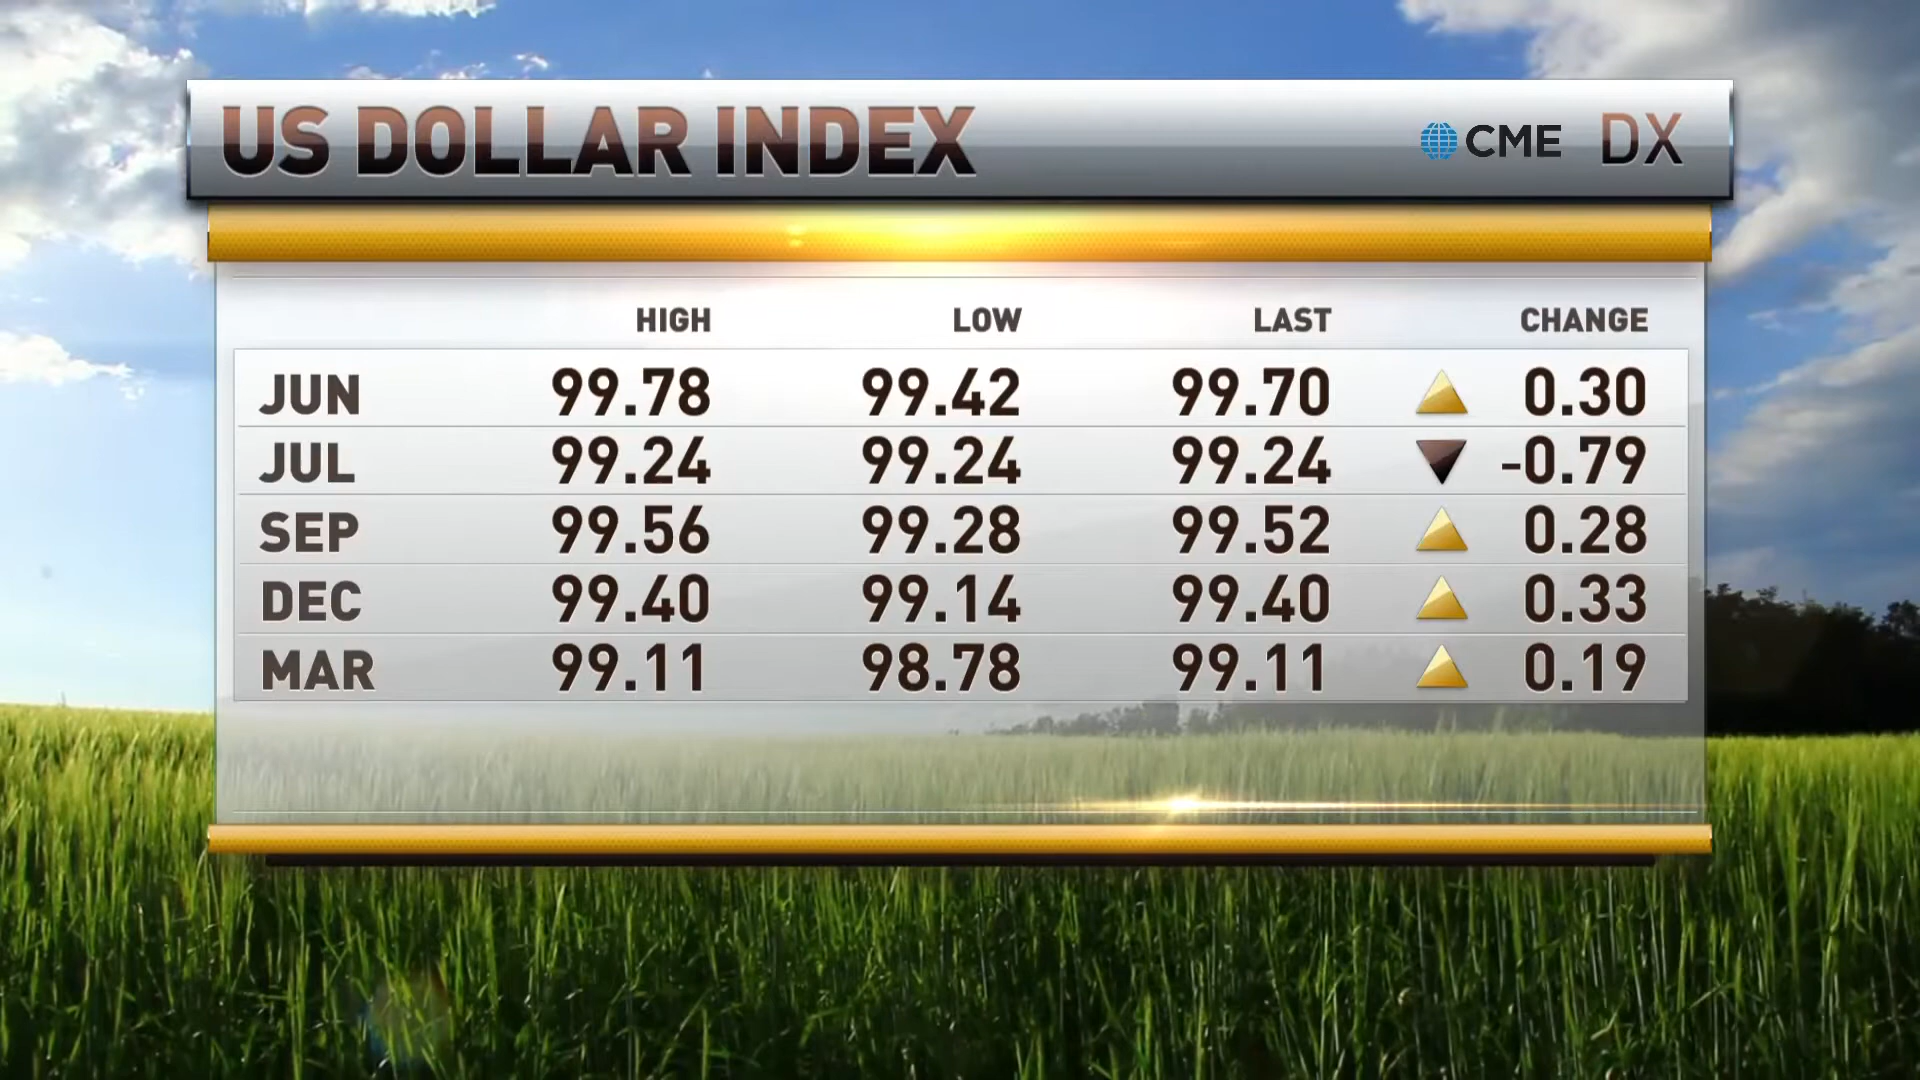 US DOLLAR INDEX CME DX
HIGH LOW LAST CHANGE
JUN 99.78 99.42 99.70 0.30
JUL 99.24 99.24 99.24 -0.79
SEP 99.56 99.28 99.52 0.28
DEC 99.40 99.14 99.40 0.33
MAR 99.11 98.78 99.11 0.19